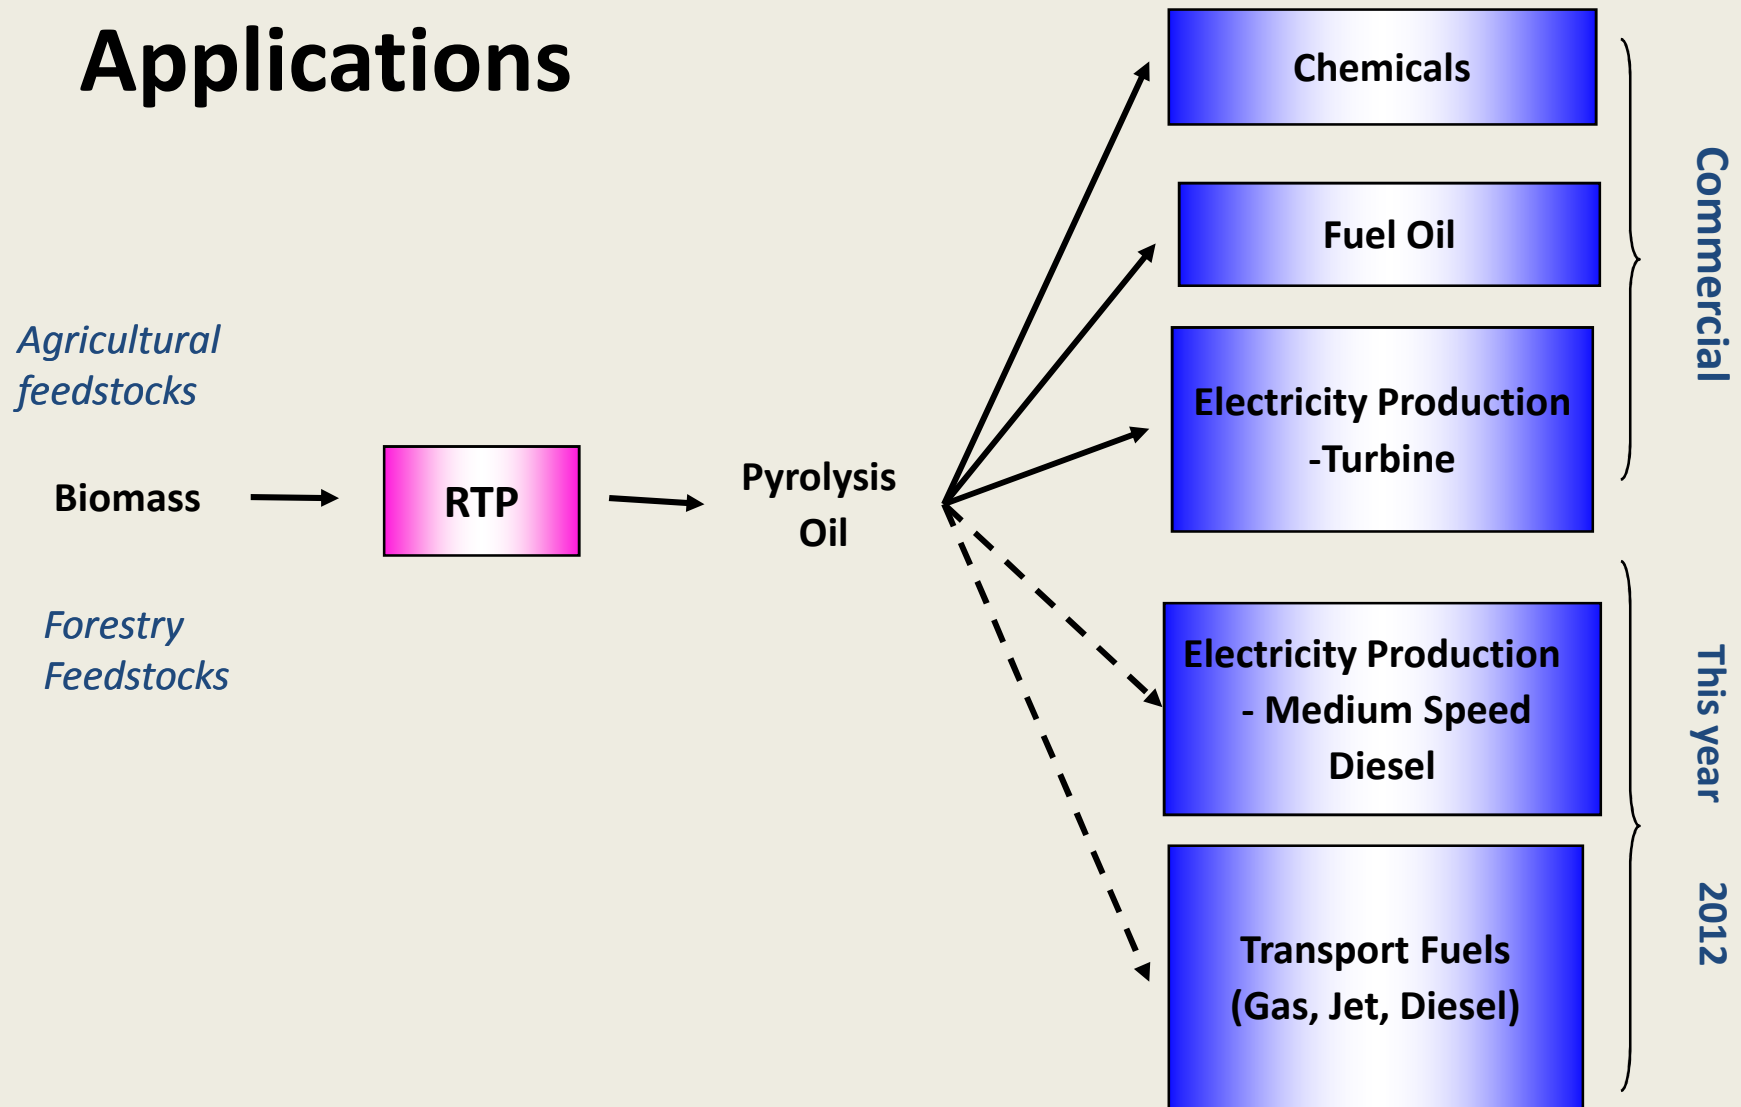 Applications
Agricultural
feedstocks
Biomass
Forestry
Feedstocks
RTP
Pyrolysis
Oil
Chemicals
Fuel Oil
Electricity Production
-Turbine
Electricity Production
- Medium Speed
Diesel
Transport Fuels
(Gas, Jet, Diesel)
Commercial
This year
2012